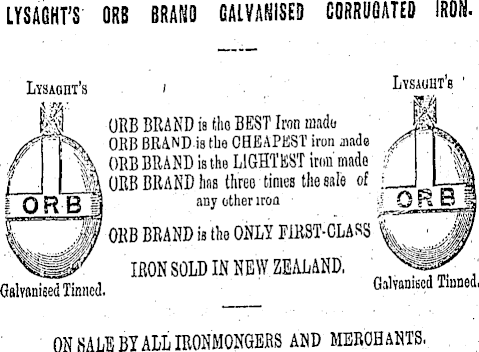 LYSAGHT'S ORB BRAND GALVANISED CORRUGATED IRON.
LYSAGHT'S
ORB
Galvanised Tinned.
ORB BRAND is the BEST Iron made
ORB BRAND is the CHEAPEST iron made
ORB BRAND is the LIGHTEST iron made
ORB BRAND has three times the sale of
any other iron
ORB BRAND is the ONLY FIRST-CLASS
IRON SOLD IN NEW ZEALAND.
LYSAGHT'S
ORB
Galvanised Tinned.
ON SALE BY ALL IRONMONGERS AND MERCHANTS.